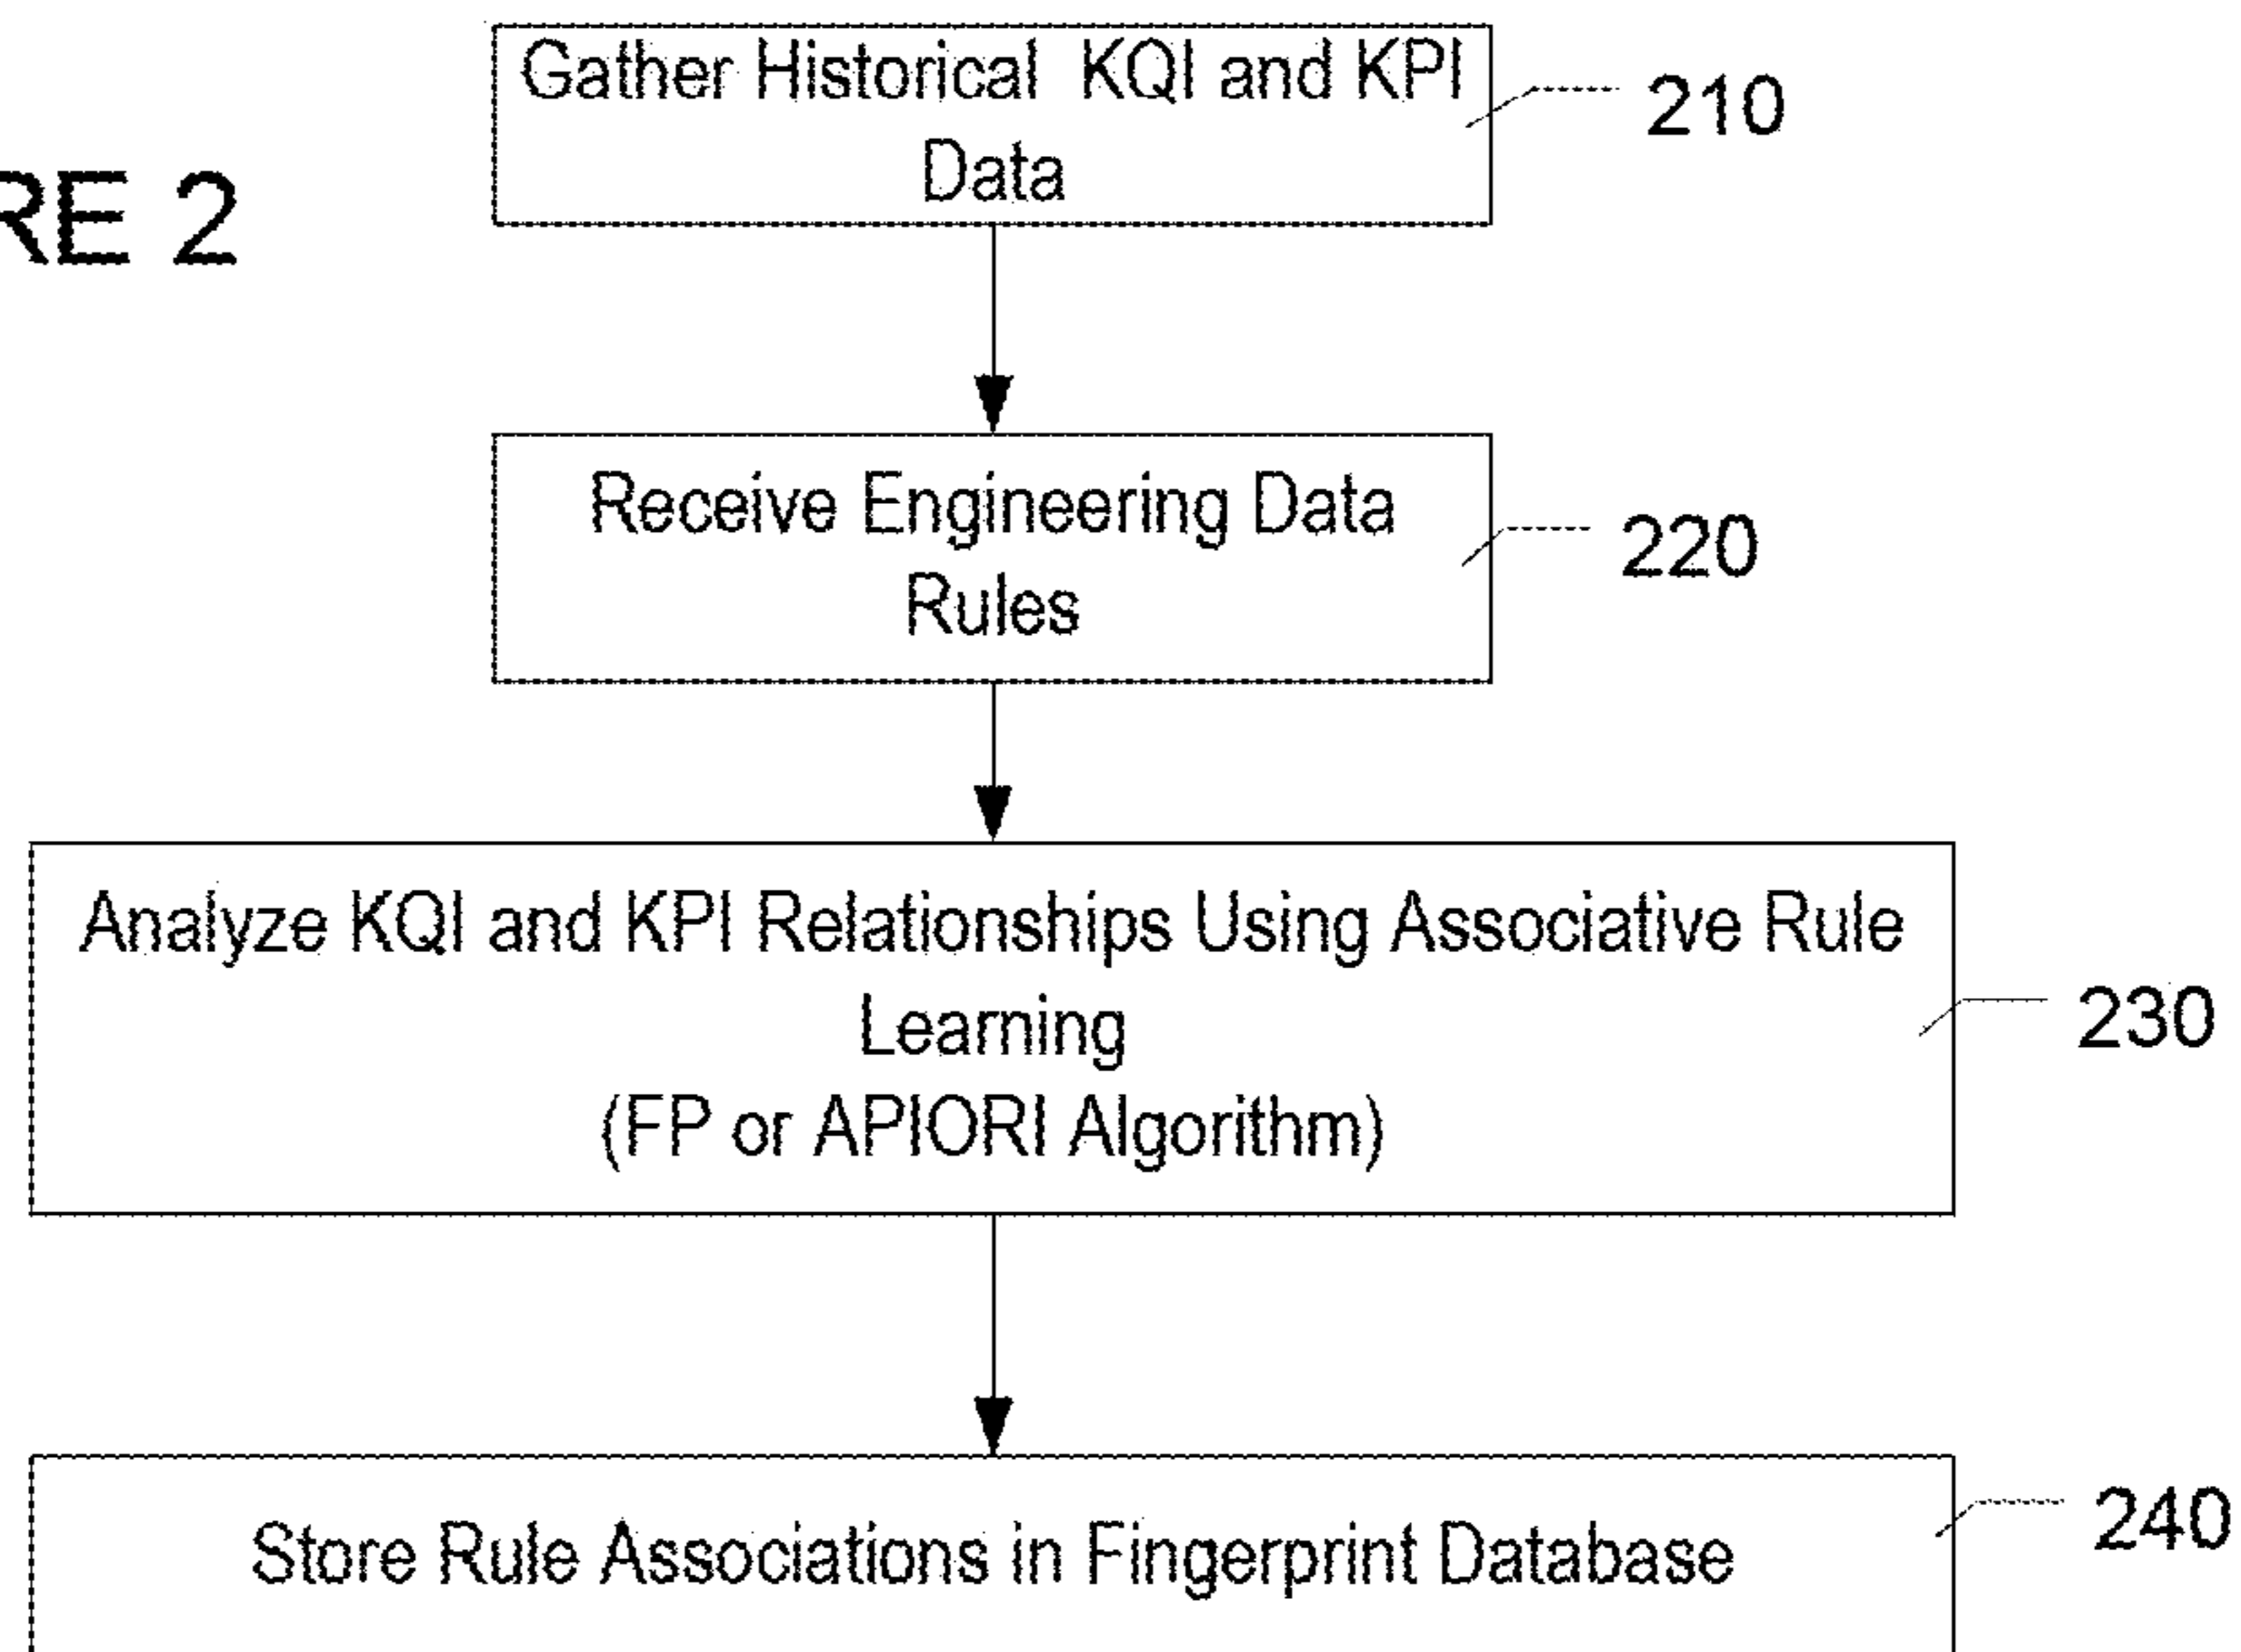 Gather Historical KQI and KPI
Data
210
RE 2
Receive Engineering Data
Rules
220
Analyze KQI and KPI Relationships Using Associative Rule
Learning
(FP or APIORI Algorithm)
230
Store Rule Associations in Fingerprint Database
240